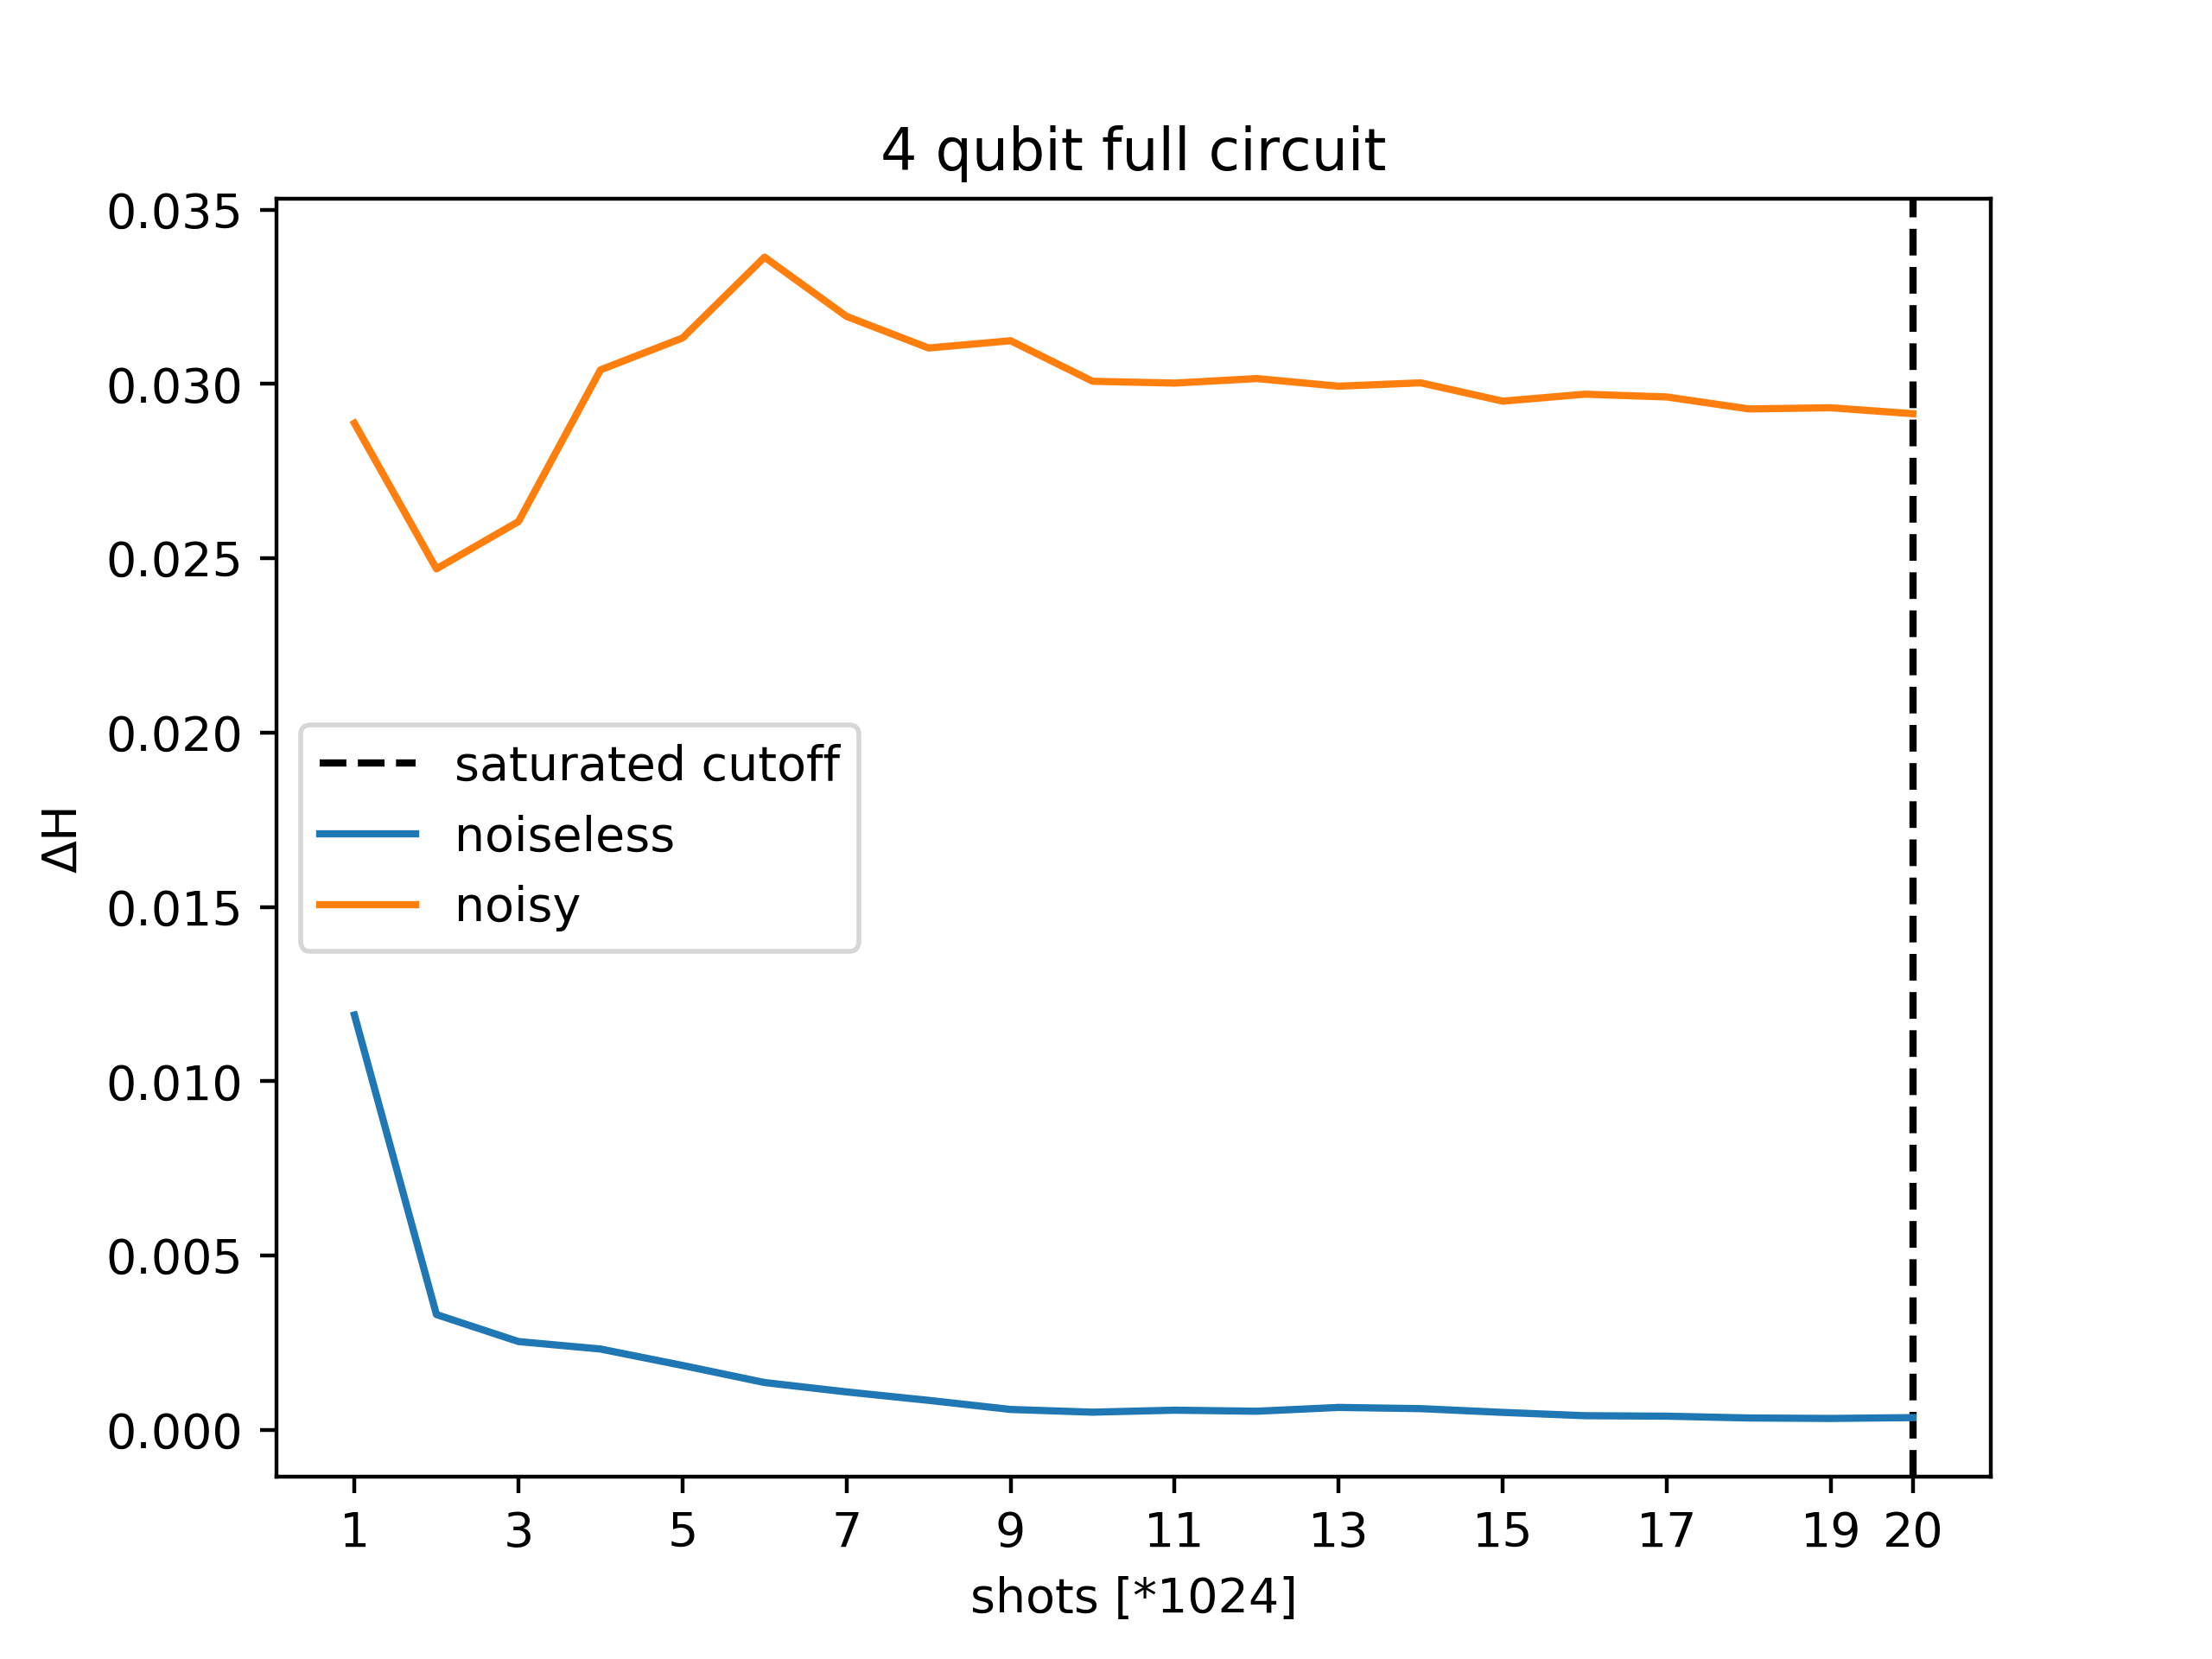 4 qubit full circuit
0.035
0.030
0.025
0.020
0.015
0.010
0.005
0.000
ΔH
saturated cutoff
noiseless
noisy
1 3 5 7 9 11 13 15 17 19 20
shots [*1024]